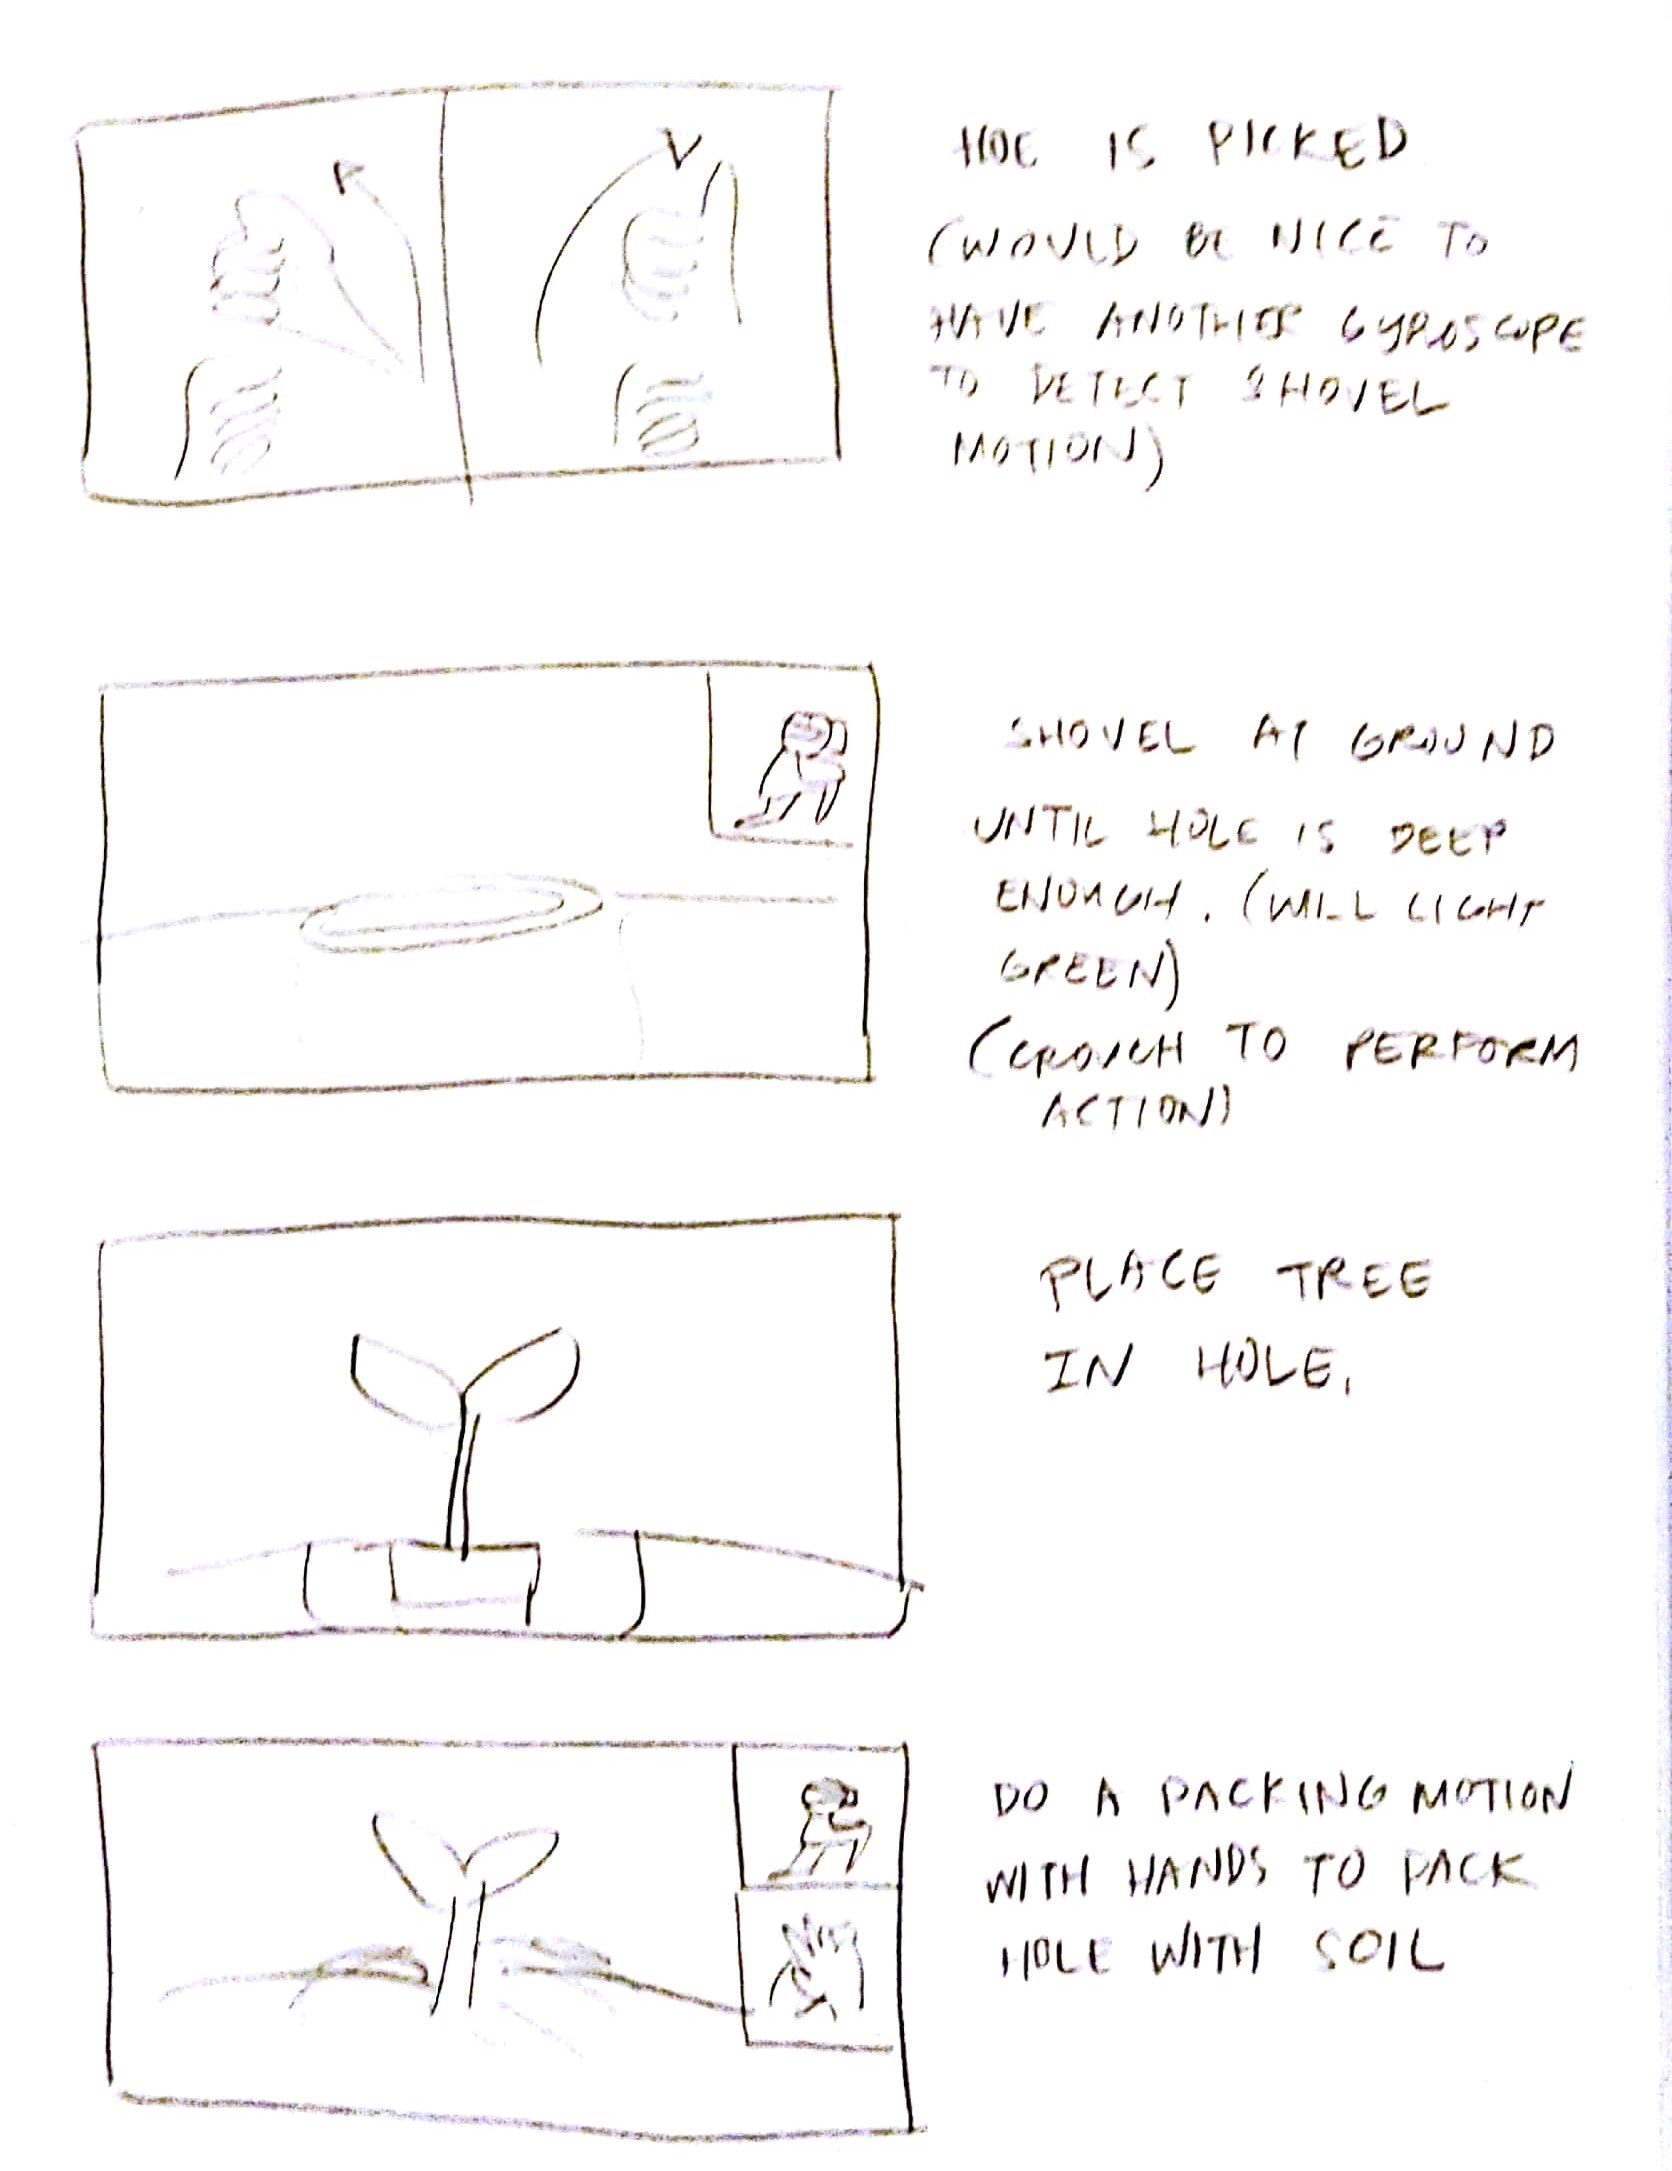 HOE IS PICKED
(WOULD BE NICE TO
HAVE ANOTHER GYROSCOPE
TO DETECT SHOVEL
MOTION)
SHOVEL AT GROUND
UNTIL HOLE IS DEEP
ENOUGH. (WILL LIGHT
GREEN)
(CROUCH TO PERFORM
ACTION)
PLACE TREE
IN HOLE.
DO A PACKING MOTION
WITH HANDS TO PACK
HOLE WITH SOIL